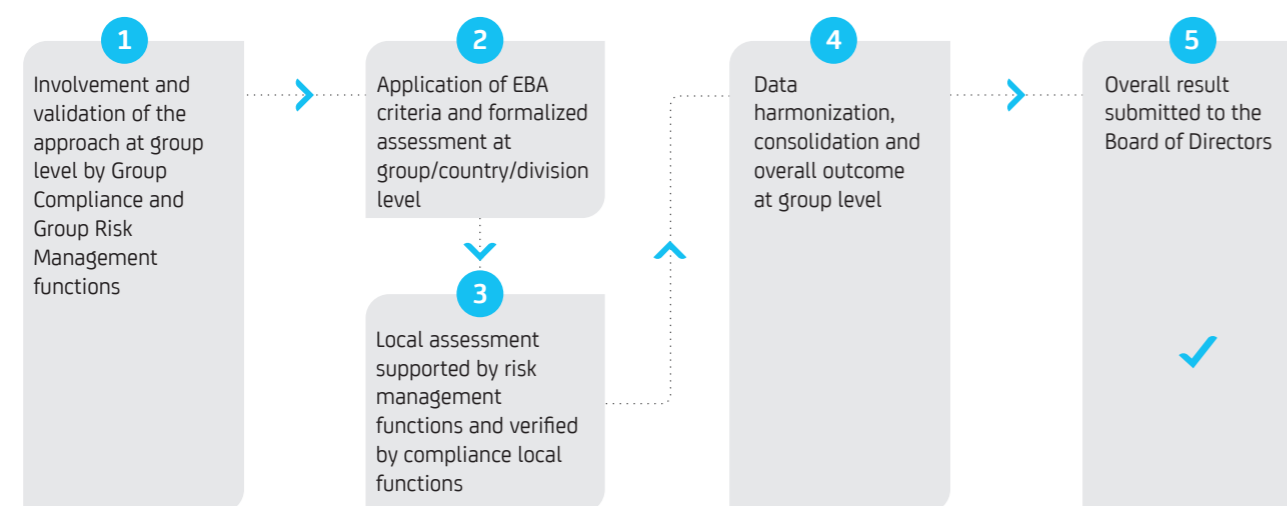 1
Involvement and
validation of the
approach at group
level by Group
Compliance and
Group Risk
Management
functions
2
Application of EBA
criteria and formalized
assessment at
group/country/division
level
3
Local assessment
supported by risk
management
functions and verified
by compliance local
functions
4
Data
harmonization,
consolidation and
overall outcome
at group level
5
Overall result
submitted to the
Board of Directors